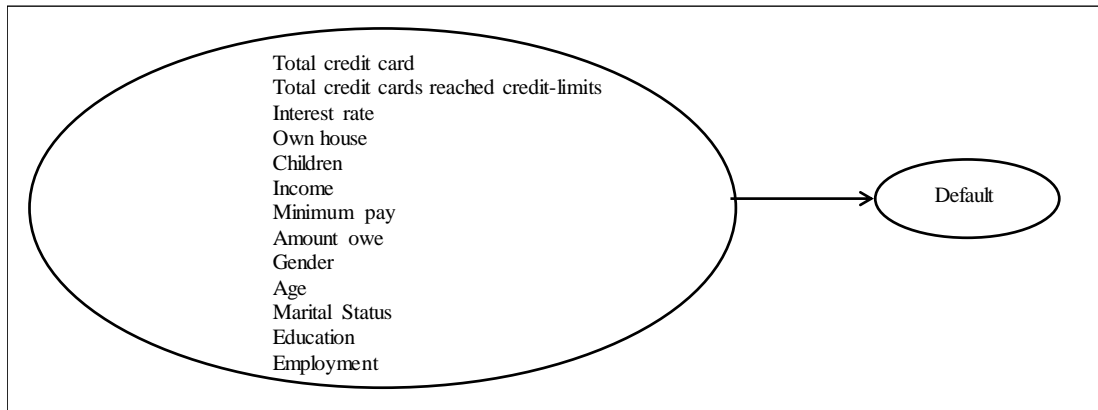 Total credit card
Total credit cards reached credit-limits
Interest rate
Own house
Children
Income
Minimum pay
Amount owe
Gender
Age
Marital Status
Education
Employment
Default